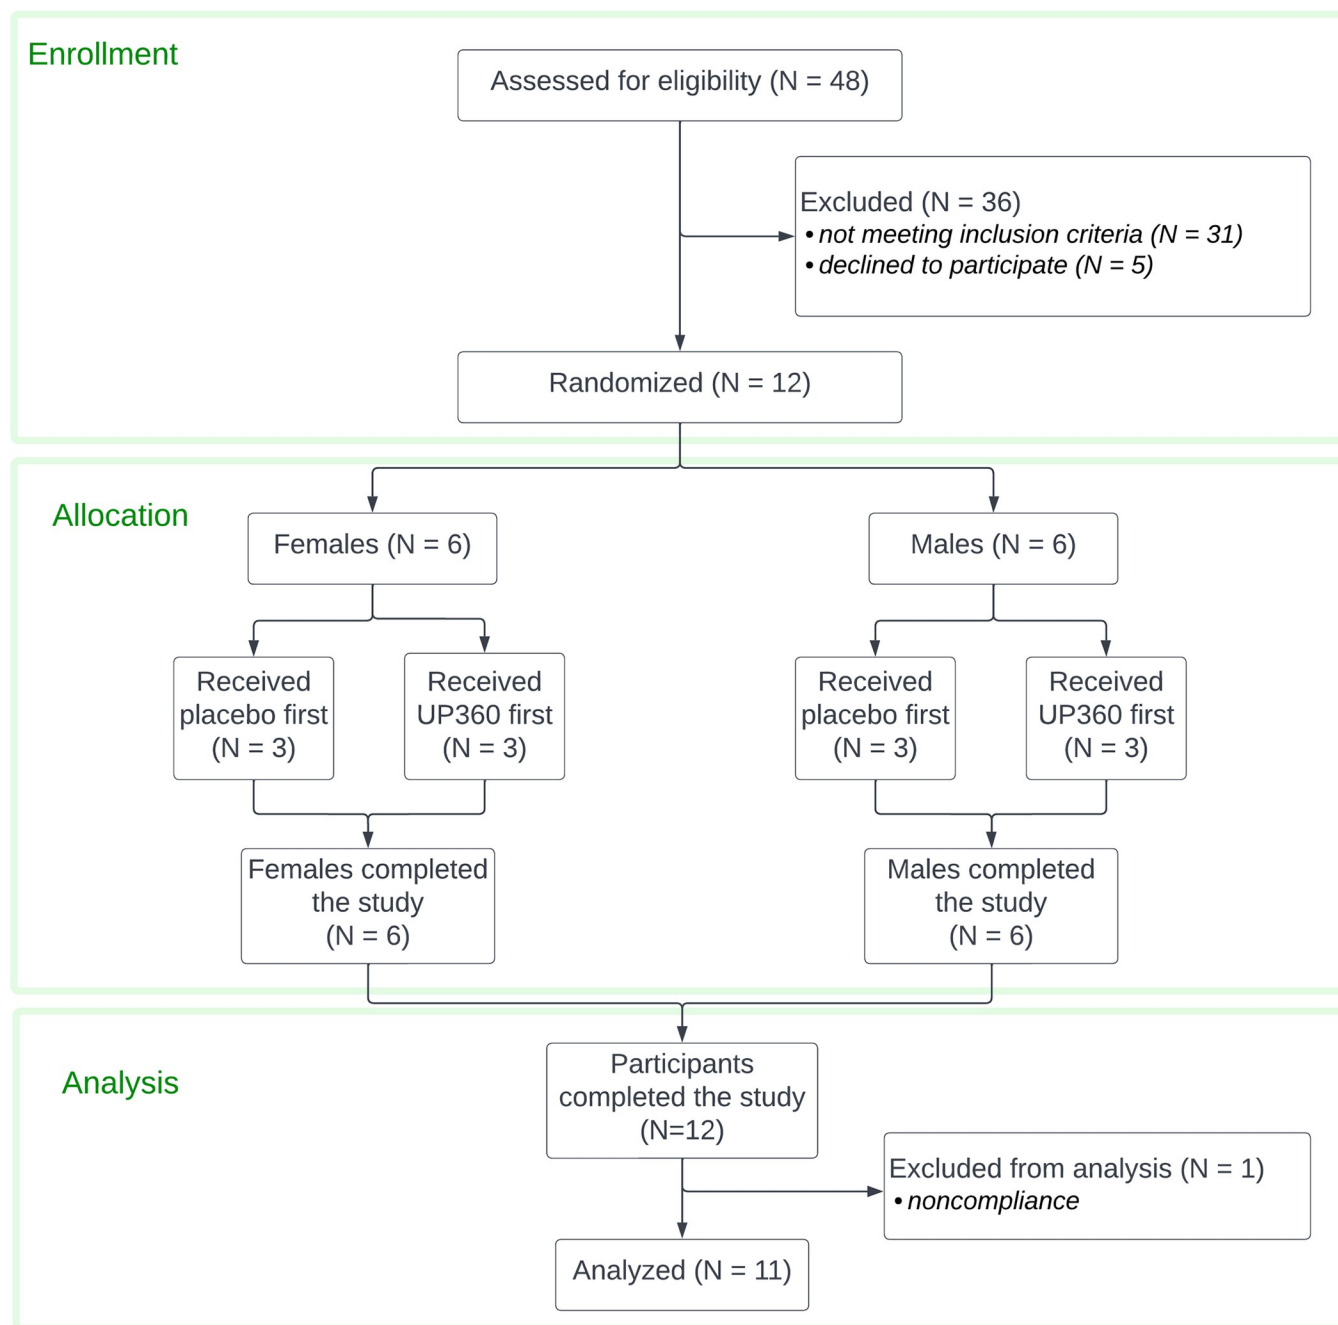 Enrollment
Assessed for eligibility (N = 48)
Excluded (N = 36)
• not meeting inclusion criteria (N = 31)
• declined to participate (N = 5)
Randomized (N = 12)
Allocation
Females (N = 6)
Males (N = 6)
Received
placebo first
(N = 3)
Received
UP360 first
(N = 3)
Received
placebo first
(N = 3)
Received
UP360 first
(N = 3)
Females completed
the study
(N = 6)
Males completed
the study
(N = 6)
Analysis
Participants
completed the study
(N=12)
Excluded from analysis (N = 1)
• noncompliance
Analyzed (N = 11)